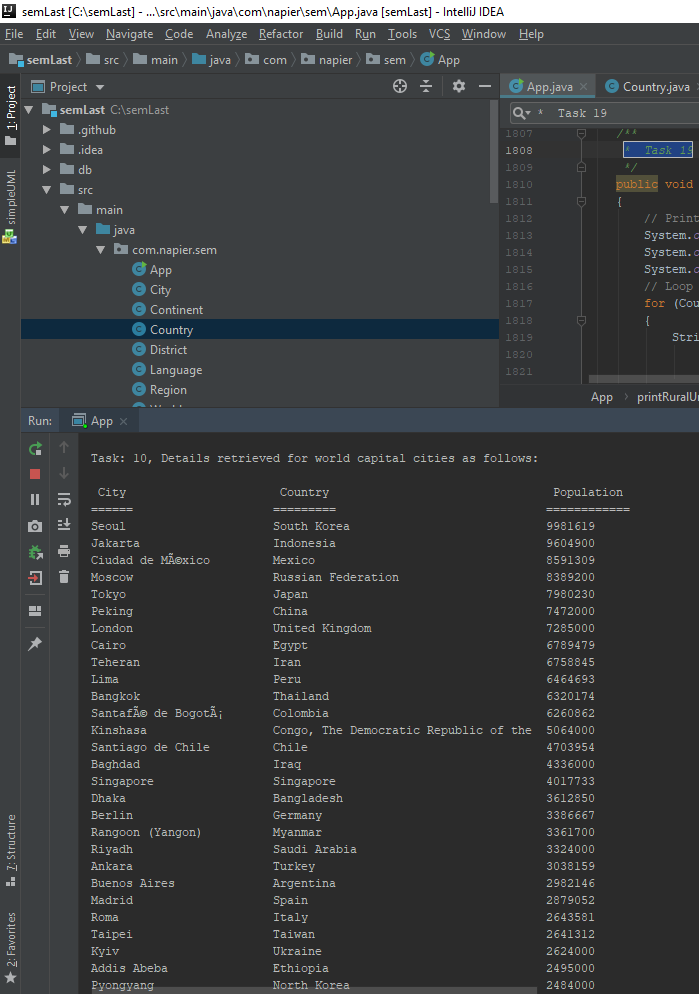 semLast [C:\semLast] - ...\src\main\java\com\napier\sem\App.java [semLast] - IntelliJ IDEA
File Edit View Navigate Code Analyze Refactor Build Run Tools VCS Window Help
semLast src main java com napier sem App
Project
App.java
Country.java
1: Project
simpleUML
7: Structure
2: Favorites
semLast C:\semLast
.github
.idea
db
src
main
java
com.napier.sem
App
City
Continent
Country
District
Language
Region
* Task 19
1807 /**
1808 * Task 19
1809 */
1810 public void
1811 {
1812 // Print
1813 System.o
1814 System.o
1815 System.o
1816 // Loop
1817 for (Cou
1818 {
1819 Stri
1820
1821
App printRuralU
Run: App
Task: 10, Details retrieved for world capital cities as follows:
City Country Population
====== ========= ============
Seoul South Korea 9981619
Jakarta Indonesia 9604900
Ciudad de MÃ©xico Mexico 8591309
Moscow Russian Federation 8389200
Tokyo Japan 7980230
Peking China 7472000
London United Kingdom 7285000
Cairo Egypt 6789479
Teheran Iran 6758845
Lima Peru 6464693
Bangkok Thailand 6320174
SantafÃ© de BogotÃ¡ Colombia 6260862
Kinshasa Congo, The Democratic Republic of the 5064000
Santiago de Chile Chile 4703954
Baghdad Iraq 4336000
Singapore Singapore 4017733
Dhaka Bangladesh 3612850
Berlin Germany 3386667
Rangoon (Yangon) Myanmar 3361700
Riyadh Saudi Arabia 3324000
Ankara Turkey 3038159
Buenos Aires Argentina 2982146
Madrid Spain 2879052
Roma Italy 2643581
Taipei Taiwan 2641312
Kyiv Ukraine 2624000
Addis Abeba Ethiopia 2495000
Pyongyang North Korea 2484000